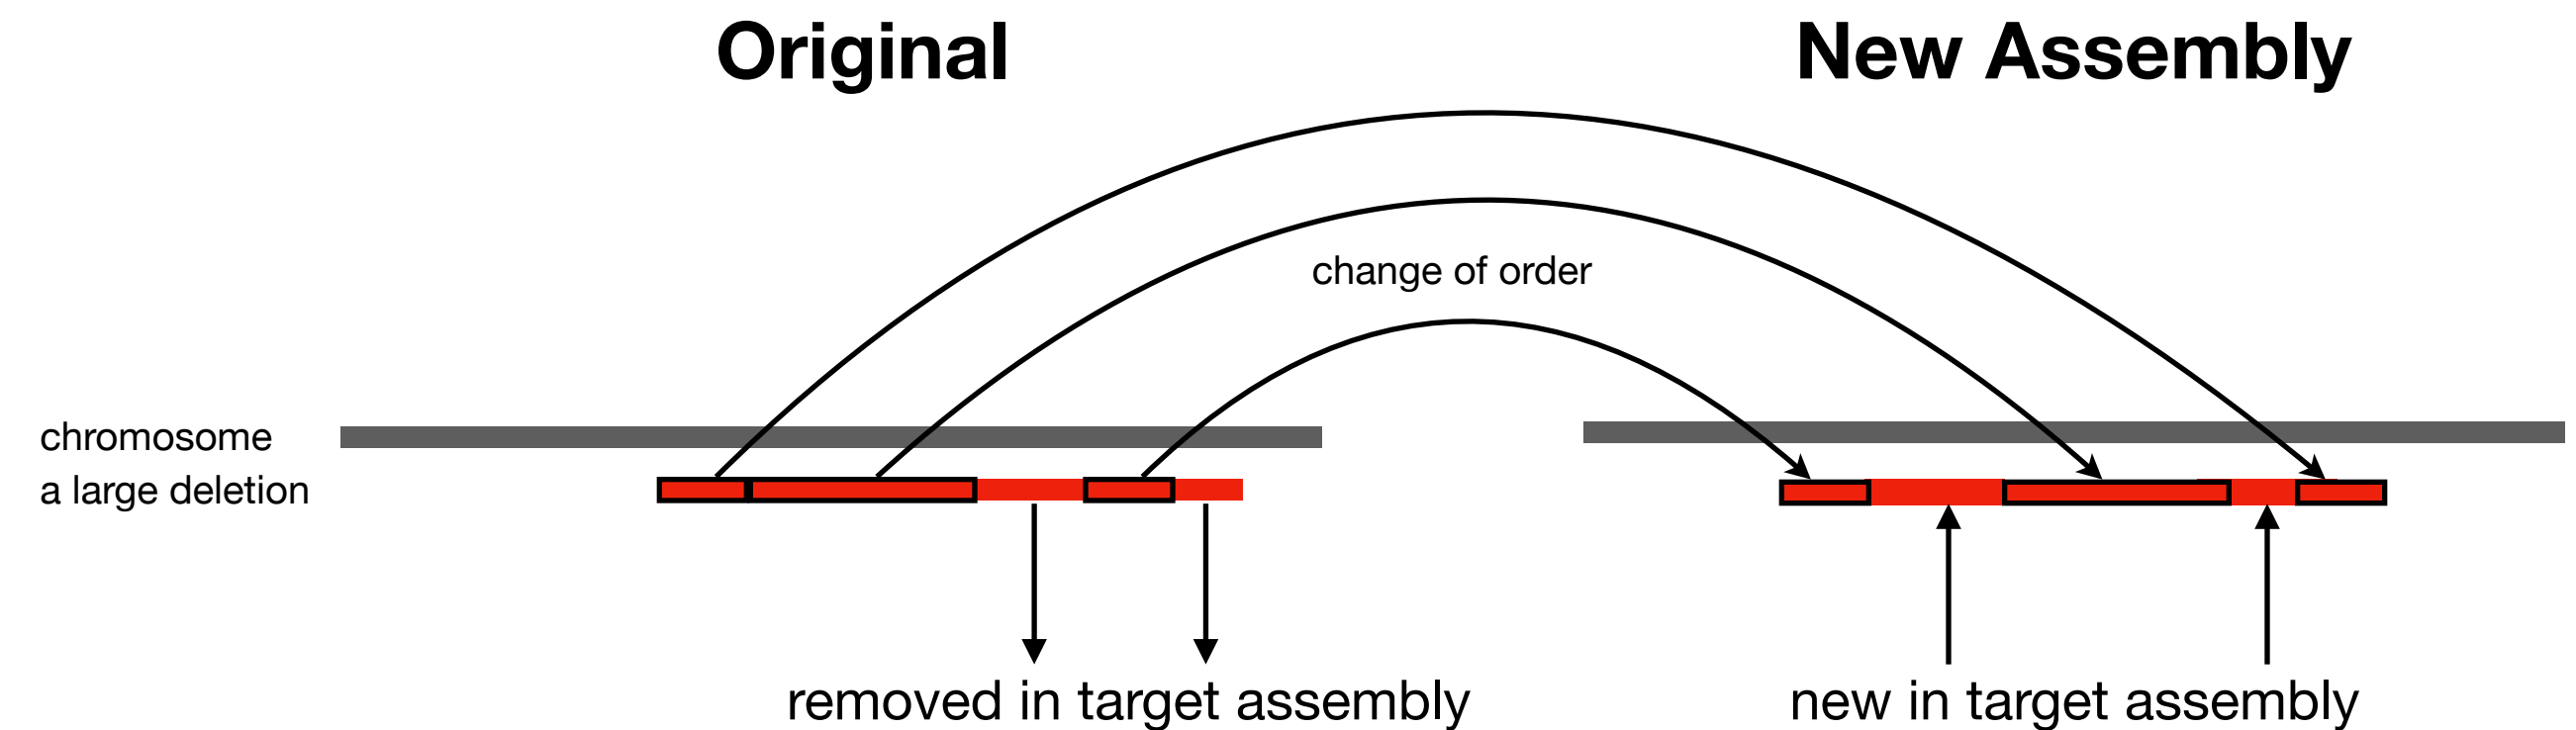 Original
New Assembly
change of order
chromosome
a large deletion
removed in target assembly
new in target assembly